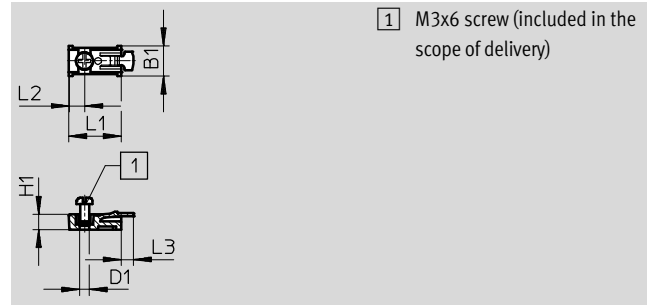 1 M3x6 screw (included in the
scope of delivery)
B1
L2
L1
1
H1
L3
D1